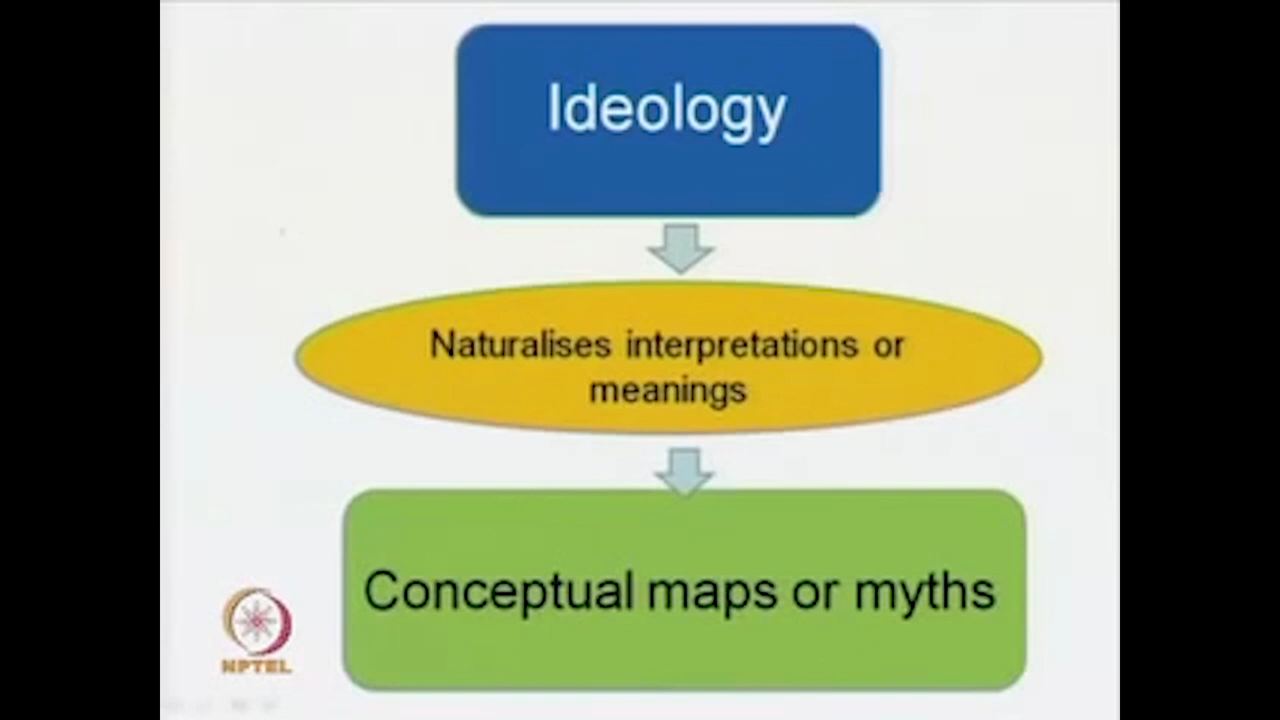 Ideology
Naturalises interpretations or
meanings
Conceptual maps or myths
NPTEL